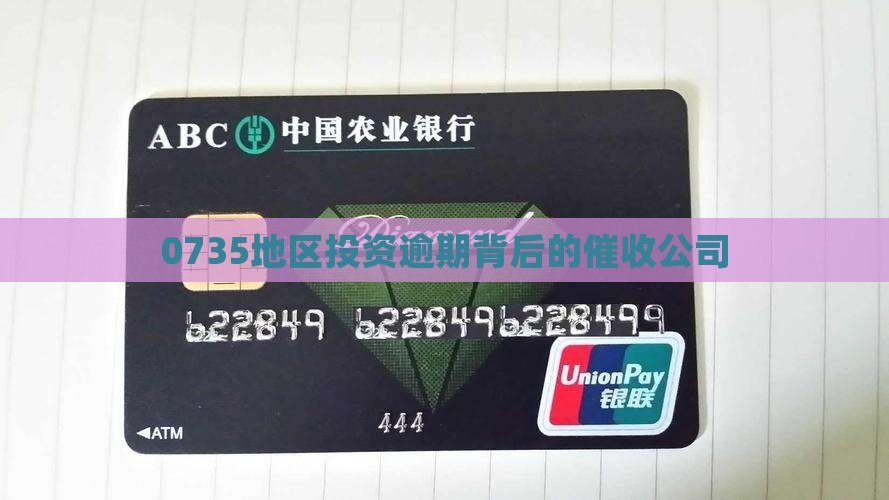 ABC 中国农业银行
Diamond
0735地区投资逾期背后的催收公司
622849 6228496228499
444
UnionPay
银联
ATM